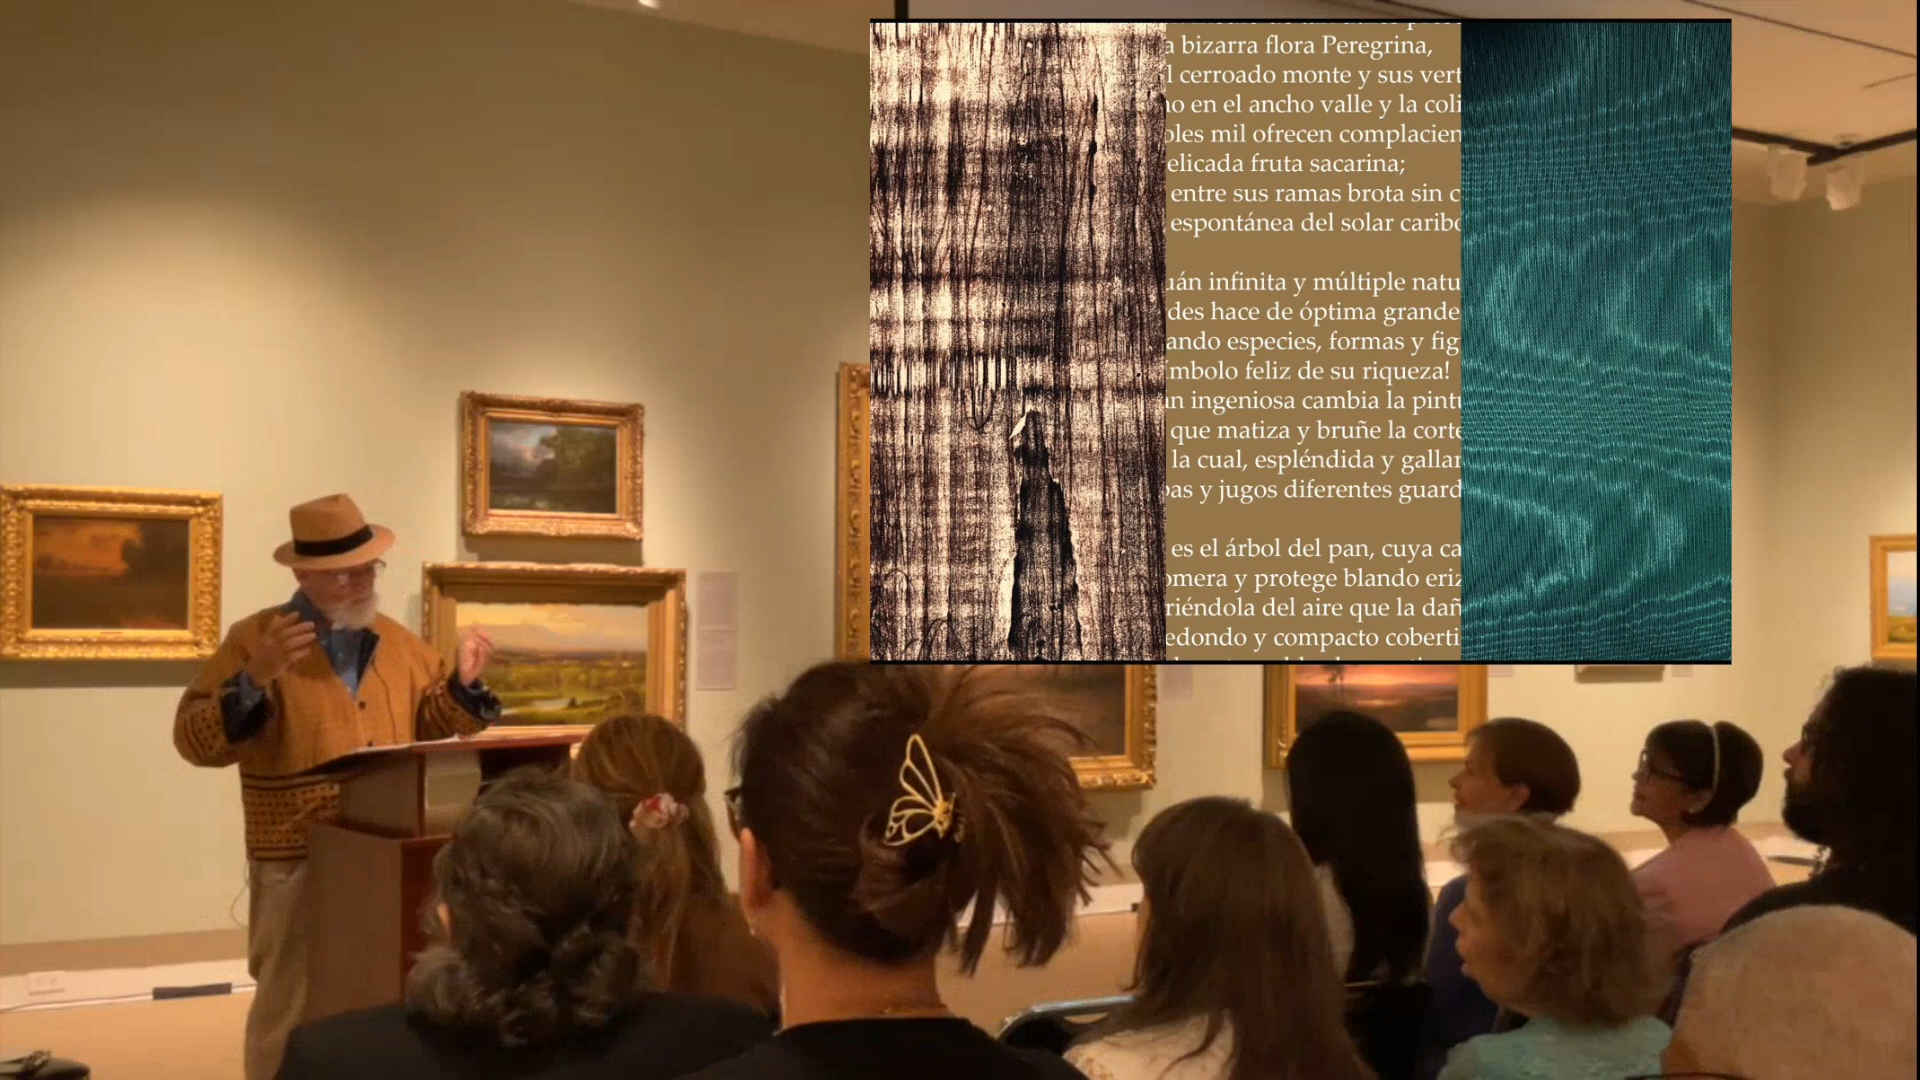 a bizarra flora Peregrina,
l cerroado monte y sus vert
o en el ancho valle y la coli
oles mil ofrecen complacien
elicada fruta sacarina;
entre sus ramas brota sin c
espontánea del solar caribo
uán infinita y múltiple natu
des hace de óptima grande
ando especies, formas y fig
ímbolo feliz de su riqueza!
an ingeniosa cambia la pintu
que matiza y bruñe la corte
la cual, espléndida y gallar
pas y jugos diferentes guard
es el árbol del pan, cuya ca
omera y protege blando eriz
riéndola del aire que la dañ
edondo y compacto coberti